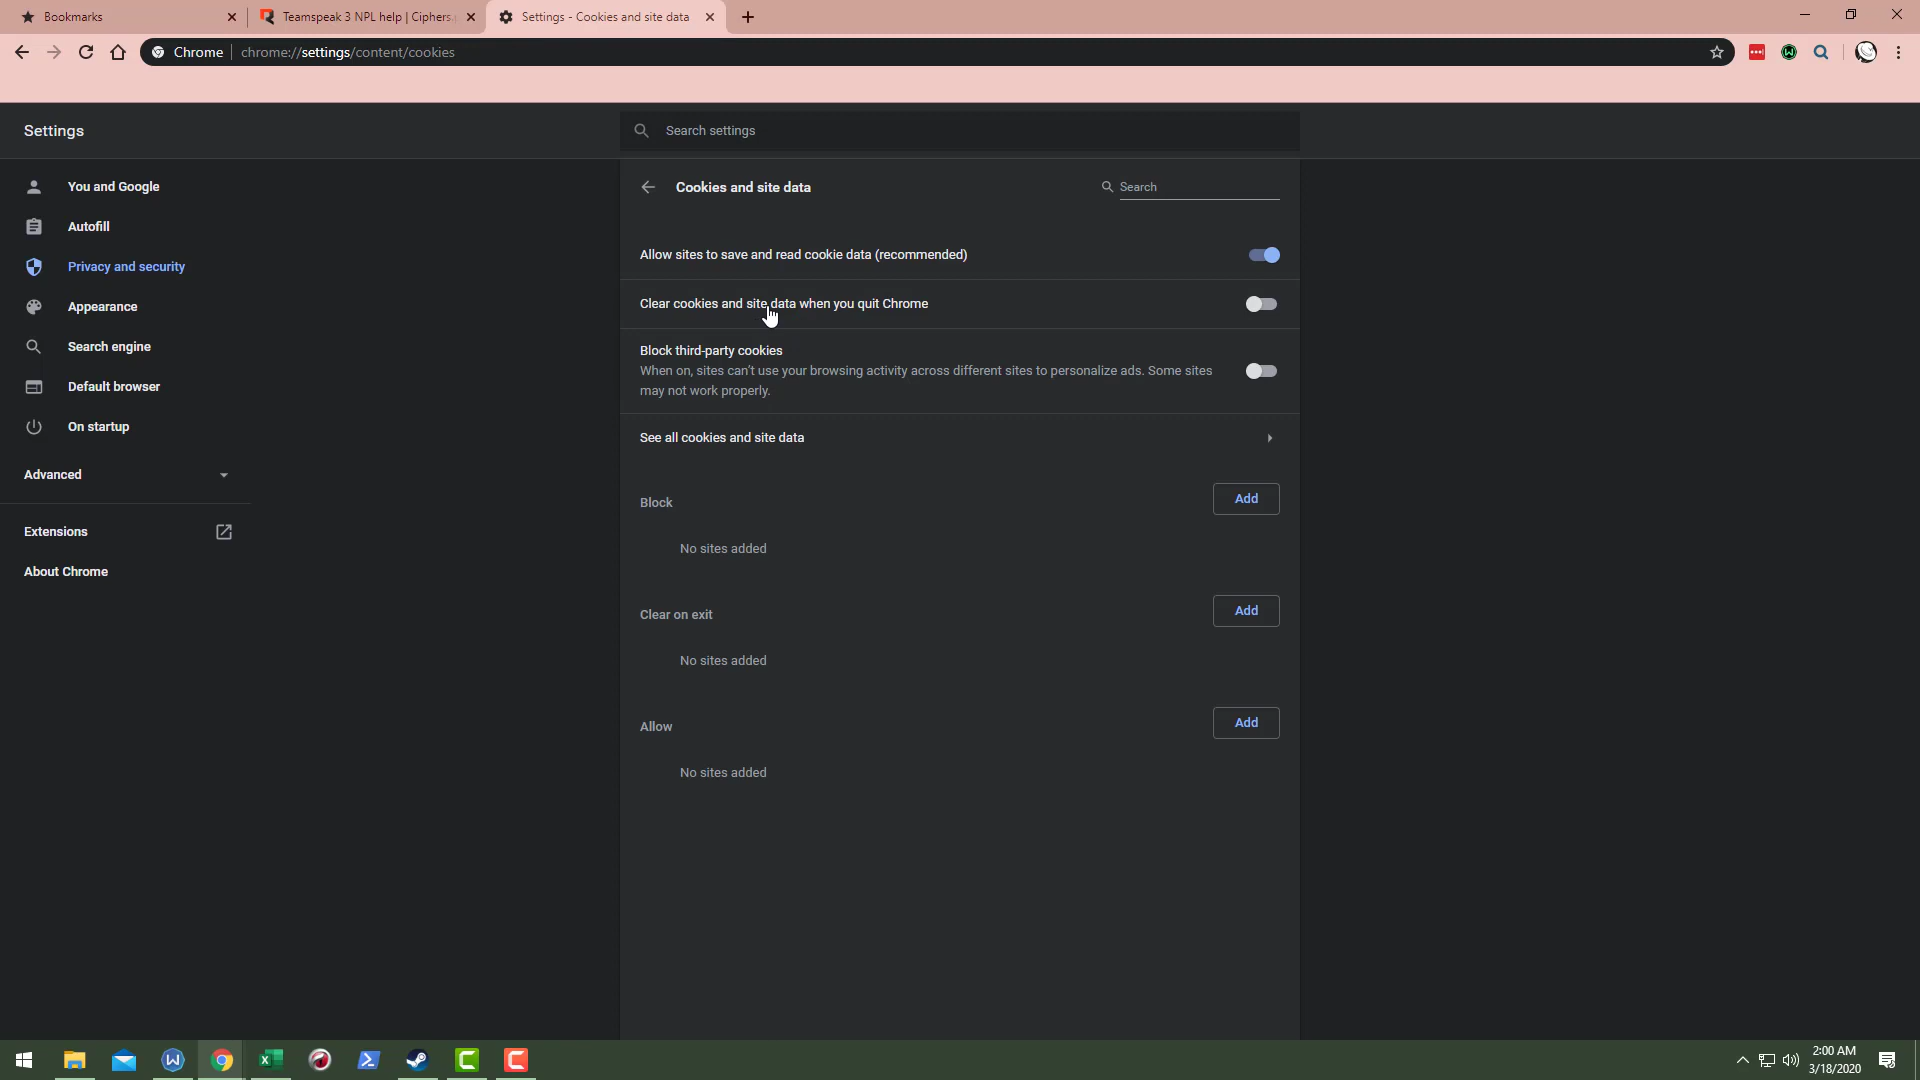 Bookmarks
Teamspeak 3 NPL help | Ciphers.
Settings - Cookies and site data
Chrome
chrome://settings/content/cookies
Settings
Search settings
You and Google
Autofill
Privacy and security
Appearance
Search engine
Default browser
On startup
Advanced
Extensions
About Chrome
Cookies and site data
Search
Allow sites to save and read cookie data (recommended)
Clear cookies and site data when you quit Chrome
Block third-party cookies
When on, sites can't use your browsing activity across different sites to personalize ads. Some sites
may not work properly.
See all cookies and site data
Block
Add
No sites added
Clear on exit
Add
No sites added
Allow
Add
No sites added
2:00 AM
3/18/2020